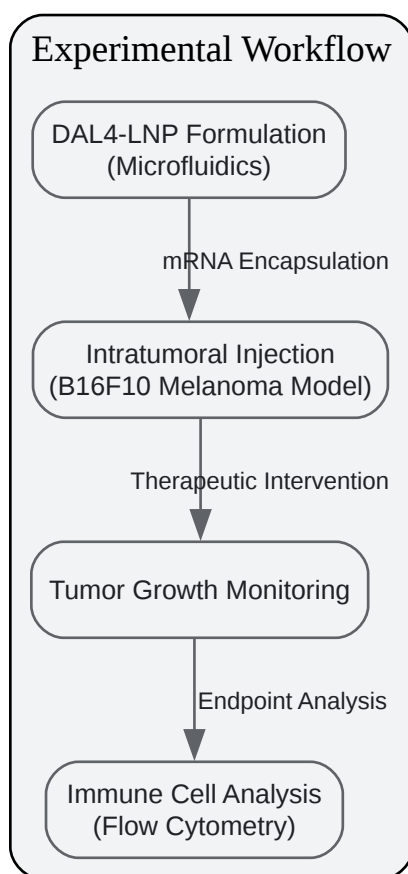 Experimental Workflow
DAL4-LNP Formulation
(Microfluidics)
mRNA Encapsulation
Intratumoral Injection
(B16F10 Melanoma Model)
Therapeutic Intervention
Tumor Growth Monitoring
Endpoint Analysis
Immune Cell Analysis
(Flow Cytometry)